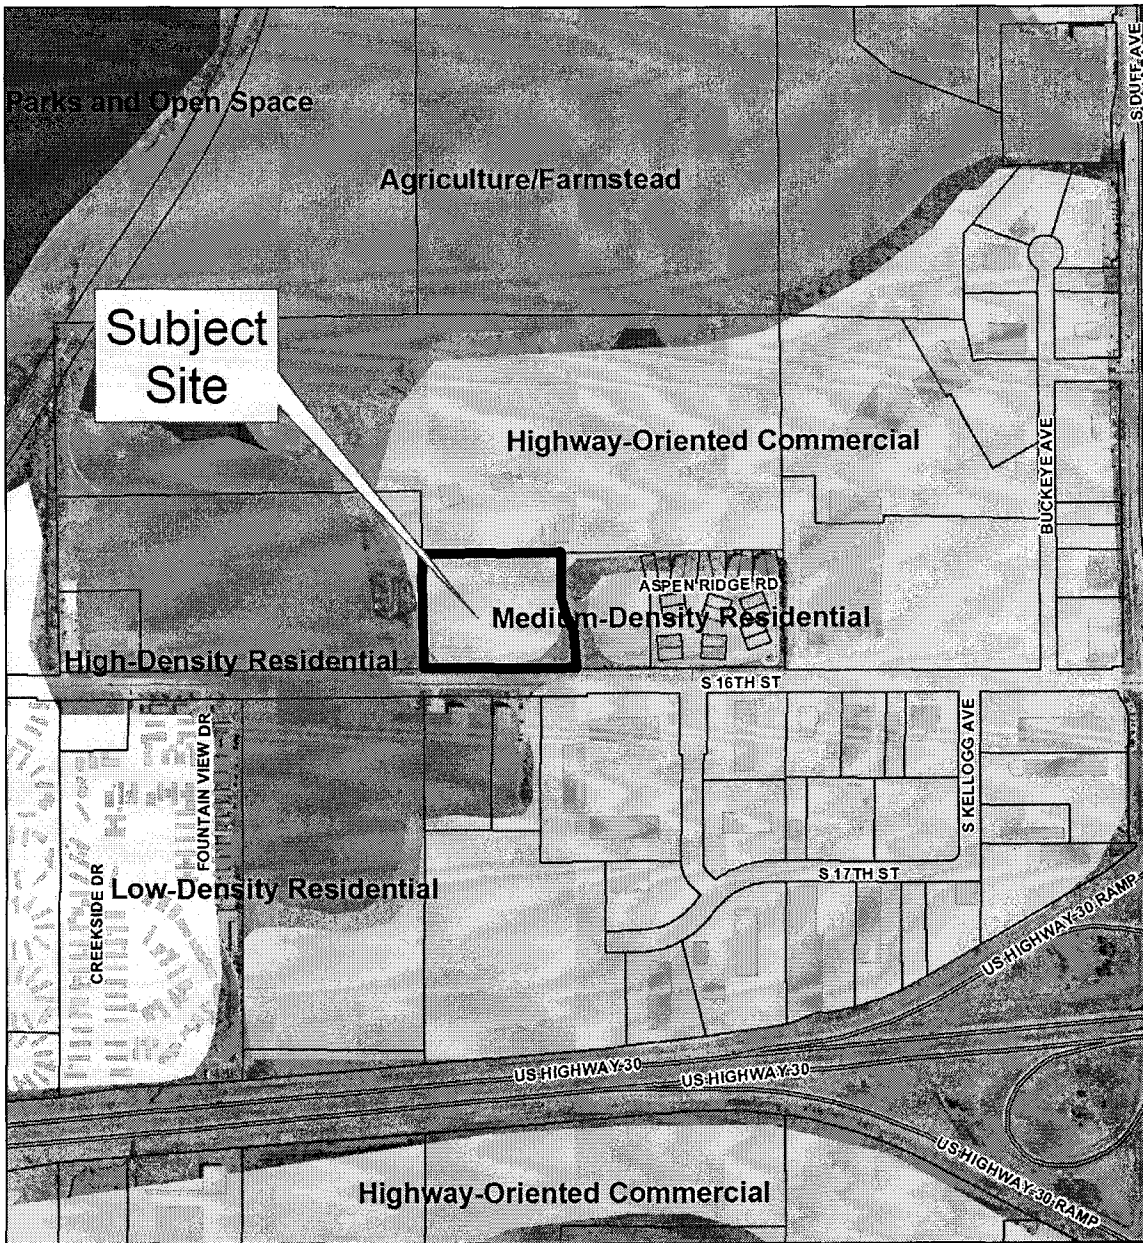 S DUFF AVE
Parks and Open Space
Agriculture/Farmstead
Subject
Site
Highway-Oriented Commercial
BUCKEYE AVE
ASPEN RIDGE RD
Medium-Density Residential
High-Density Residential
S 16TH ST
FOUNTAIN VIEW DR
S KELLOGG AVE
S 17TH ST
Low-Density Residential
CREEKSIDE DR
US HIGHWAY 30 RAMP
US HIGHWAY 30
US HIGHWAY 30
US HIGHWAY 30 RAMP
Highway-Oriented Commercial